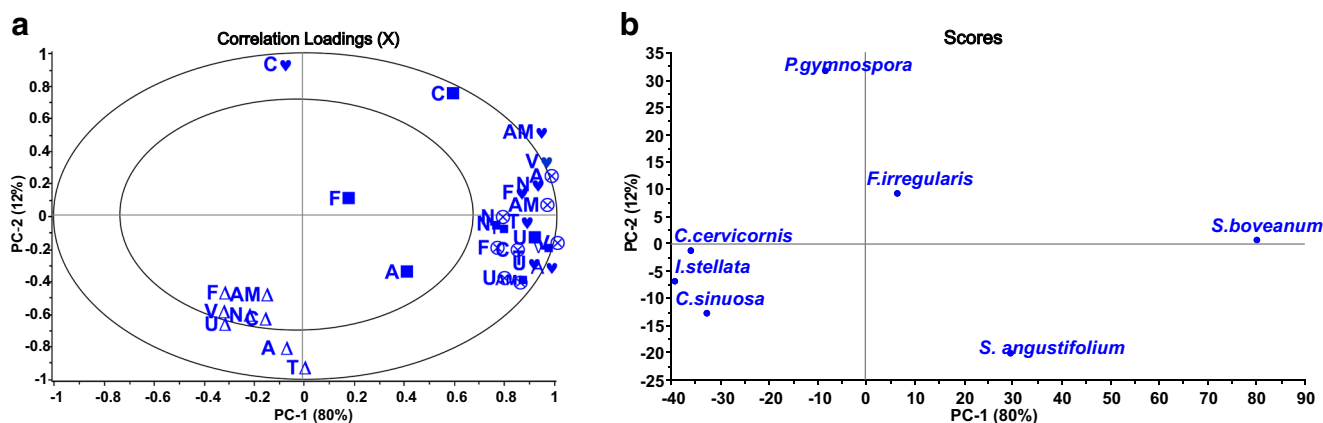 a
Correlation Loadings (X)
1
0.8
0.6
0.4
0.2
0
-0.2
-0.4
-0.6
-0.8
-1
PC-2 (12%)
C
C
AM
V
A
N
F
AM
F
N
T
N
U
V
F
C
U
A
U
A
F
AM
V
N
C
U
A
T
-1 -0.8 -0.6 -0.4 -0.2 0 0.2 0.4 0.6 0.8 1
PC-1 (80%)
b
Scores
35
30
25
20
15
10
5
0
-5
-10
-15
-20
-25
PC-2 (12%)
P.gymnospora
F.irregularis
S.boveanum
C.cervicornis
I.stellata
C.sinuosa
S. angustifolium
-40 -30 -20 -10 0 10 20 30 40 50 60 70 80 90
PC-1 (80%)